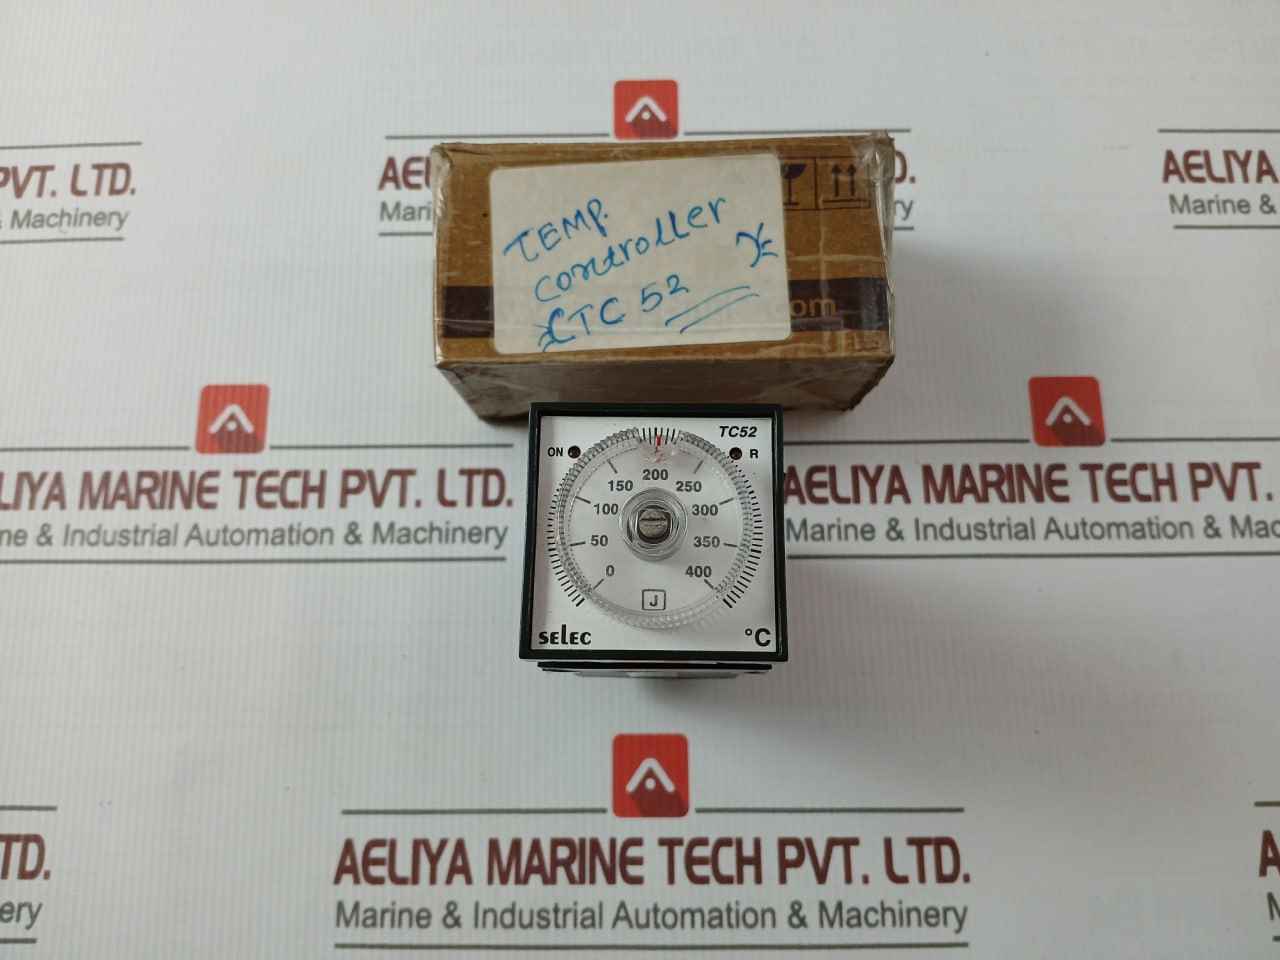 PVT. LTD.
& Machinery
AELIYA
Marine &
TEMP.
controller
TC 52
om
AELIYA MARINE TECH PVT. LTD.
Marine & Industrial Automation & Machinery
TC52
ON
R
0
50
100
150
200
250
300
350
400
J
SELEC
°C
AELIYA MARINE TECH PVT.
Marine & Industrial Automation & Mac
LTD.
AELIYA MARINE TECH PVT. LTD.
Marine & Industrial Automation & Machinery